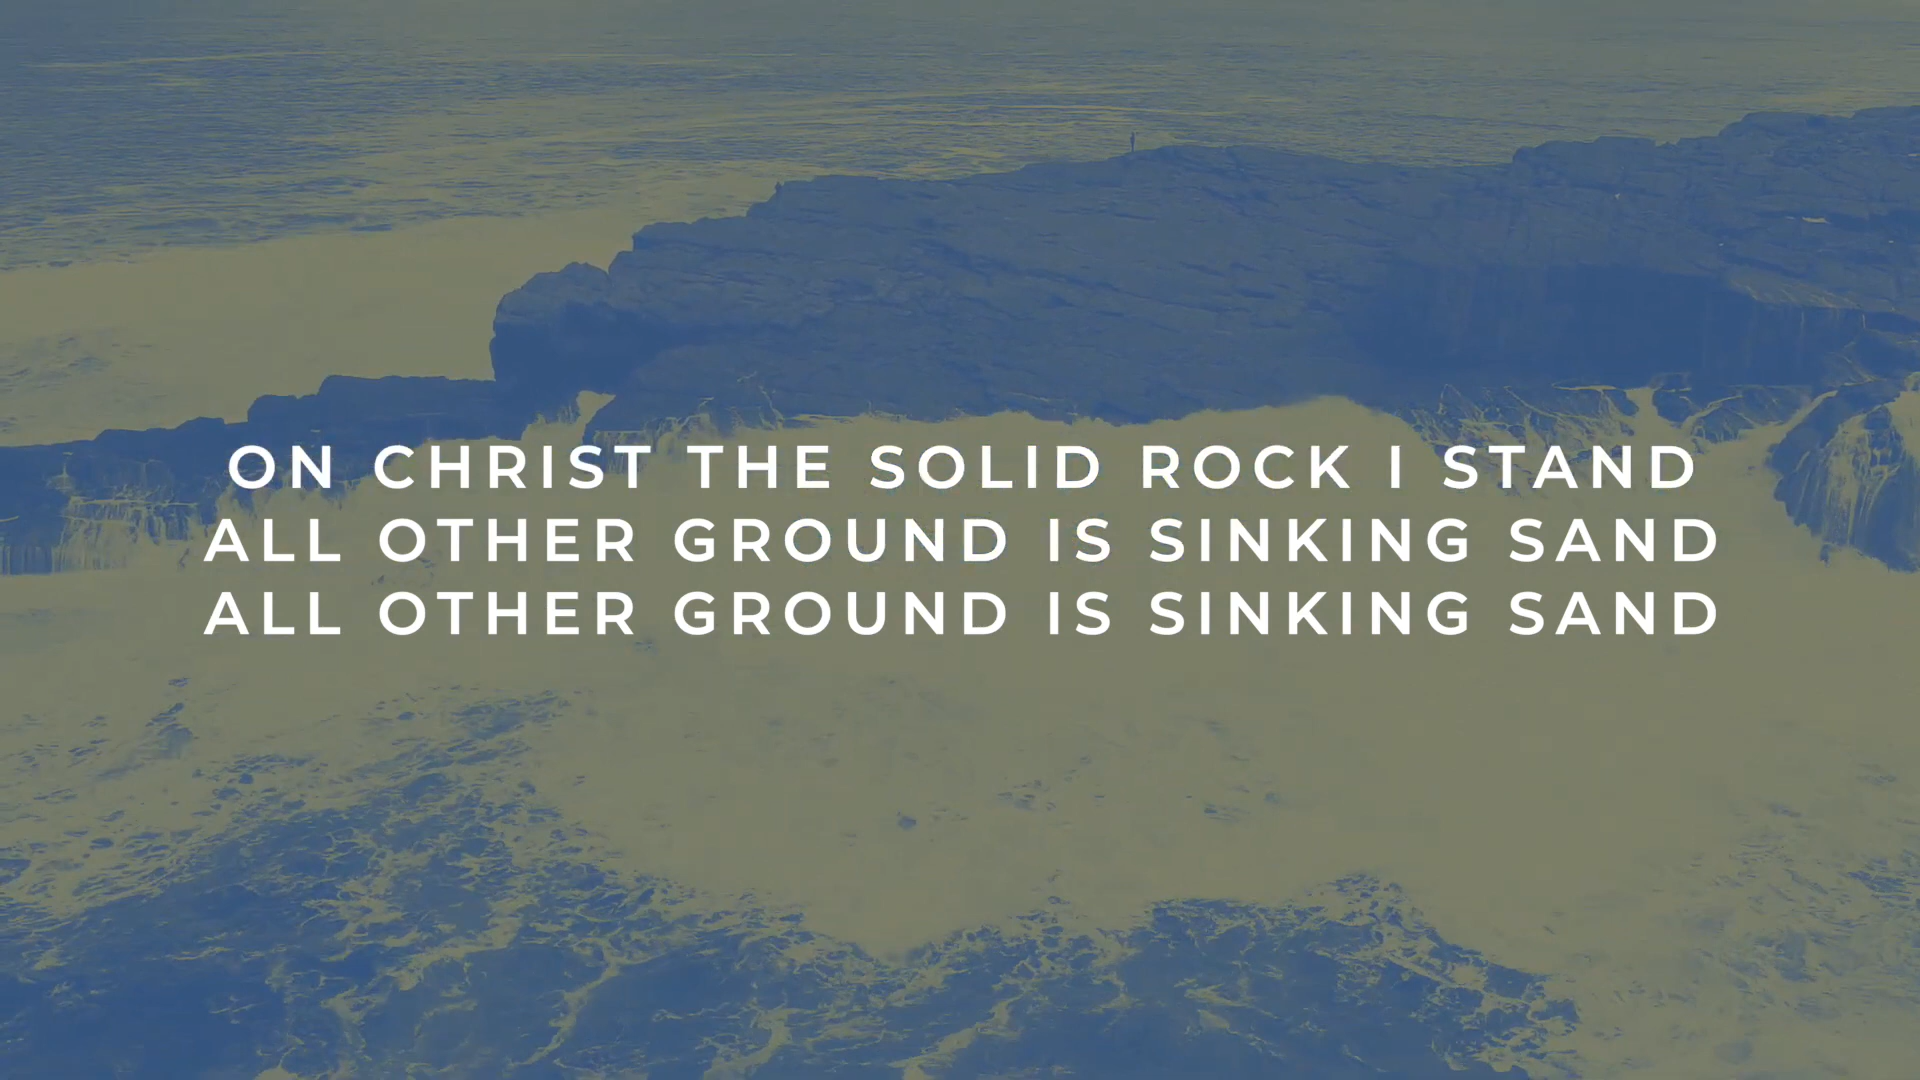 ON CHRIST THE SOLID ROCK I STAND
ALL OTHER GROUND IS SINKING SAND
ALL OTHER GROUND IS SINKING SAND